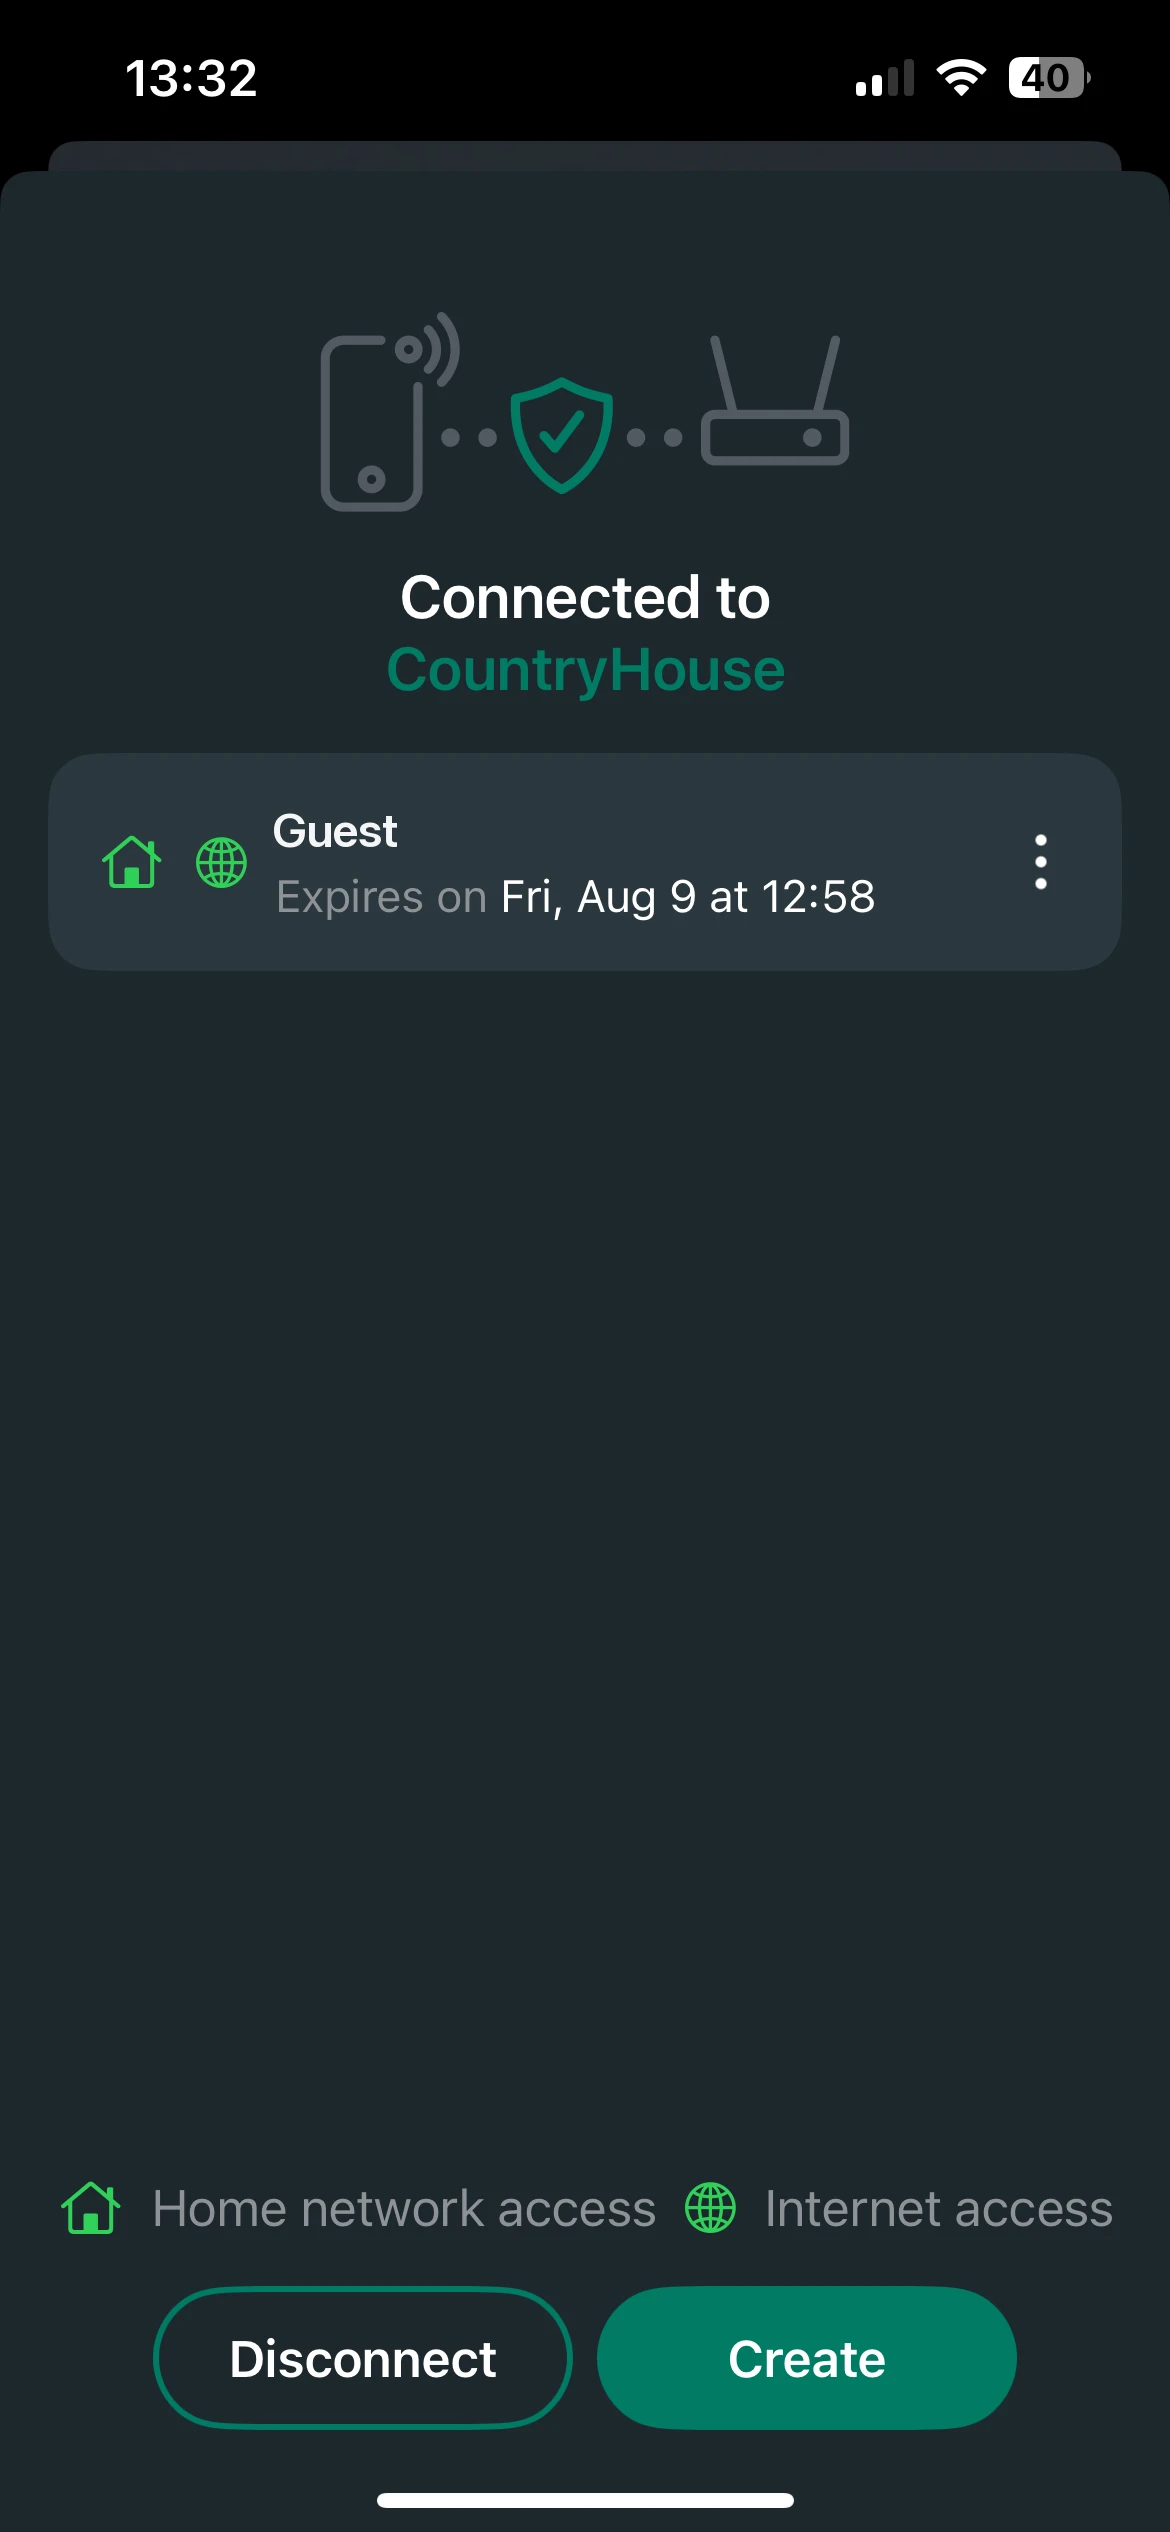 13:32
40
Connected to
CountryHouse
Guest
Expires on Fri, Aug 9 at 12:58
Home network access Internet access
Disconnect Create